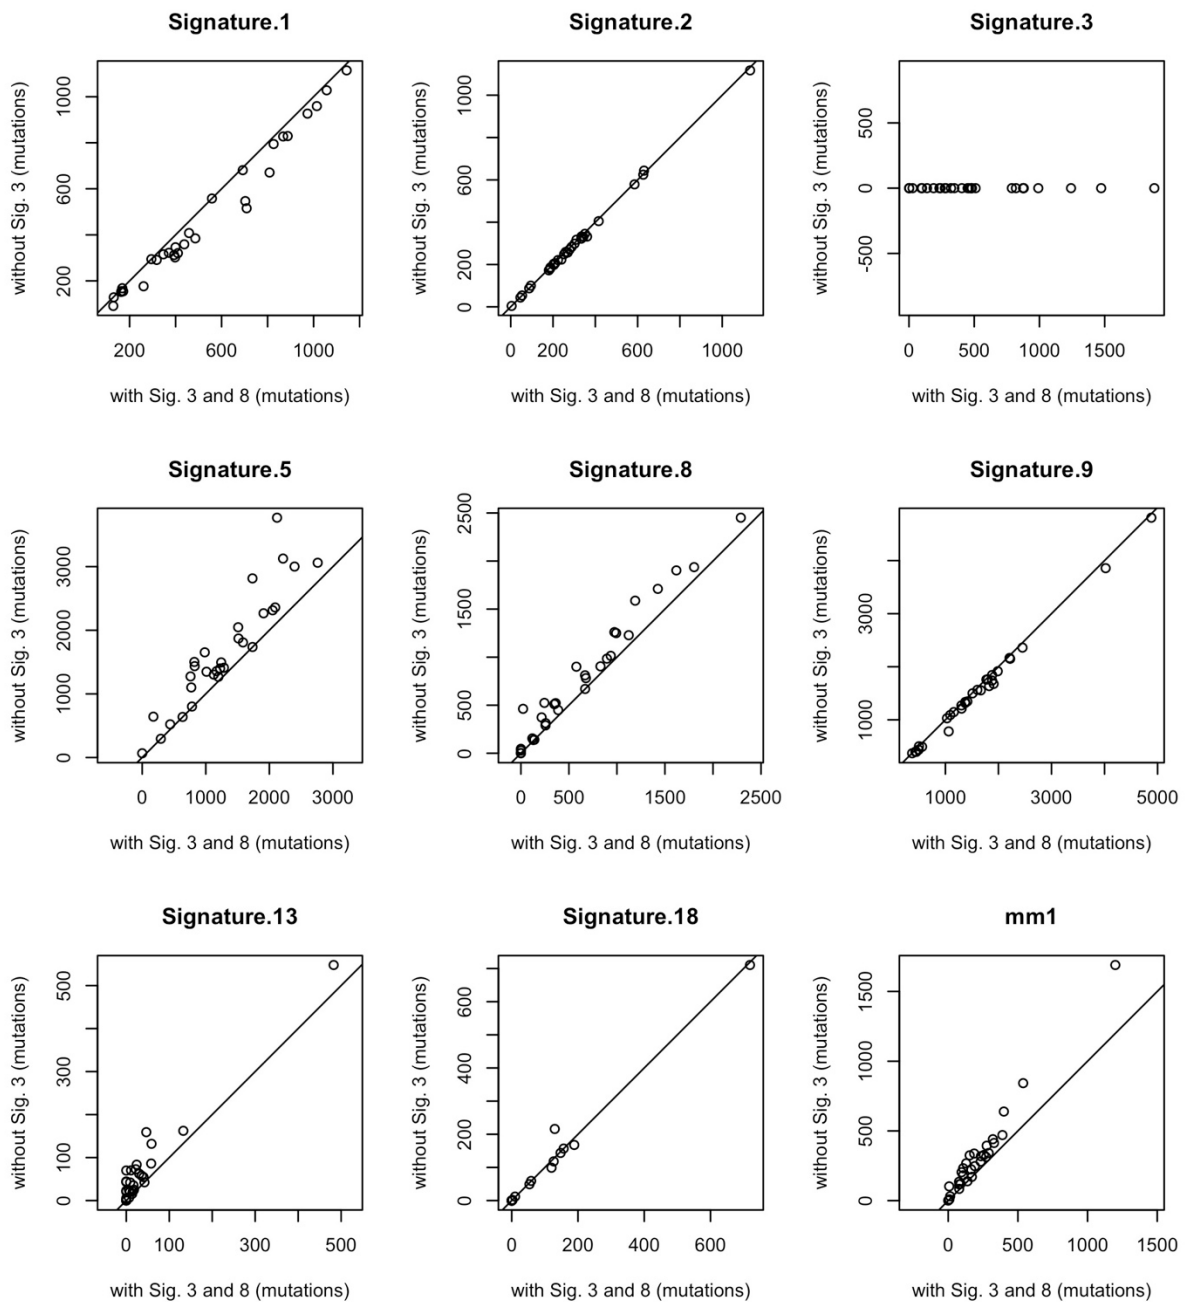 Signature.1 Signature.2 Signature.3
without Sig. 3 (mutations) without Sig. 3 (mutations) without Sig. 3 (mutations)
1000 600 200
1000 600 200 0
500 0 -500
200 600 1000 0 200 600 1000 0 500 1000 1500
with Sig. 3 and 8 (mutations) with Sig. 3 and 8 (mutations) with Sig. 3 and 8 (mutations)
Signature.5 Signature.8 Signature.9
without Sig. 3 (mutations) without Sig. 3 (mutations) without Sig. 3 (mutations)
3000 2000 1000 0
2500 1500 500 0
3000 1000
0 1000 2000 3000 0 500 1500 2500 1000 3000 5000
with Sig. 3 and 8 (mutations) with Sig. 3 and 8 (mutations) with Sig. 3 and 8 (mutations)
Signature.13 Signature.18 mm1
without Sig. 3 (mutations) without Sig. 3 (mutations) without Sig. 3 (mutations)
500 300 100 0
600 400 200 0
1500 1000 500 0
0 100 300 500 0 200 400 600 0 500 1000 1500
with Sig. 3 and 8 (mutations) with Sig. 3 and 8 (mutations) with Sig. 3 and 8 (mutations)